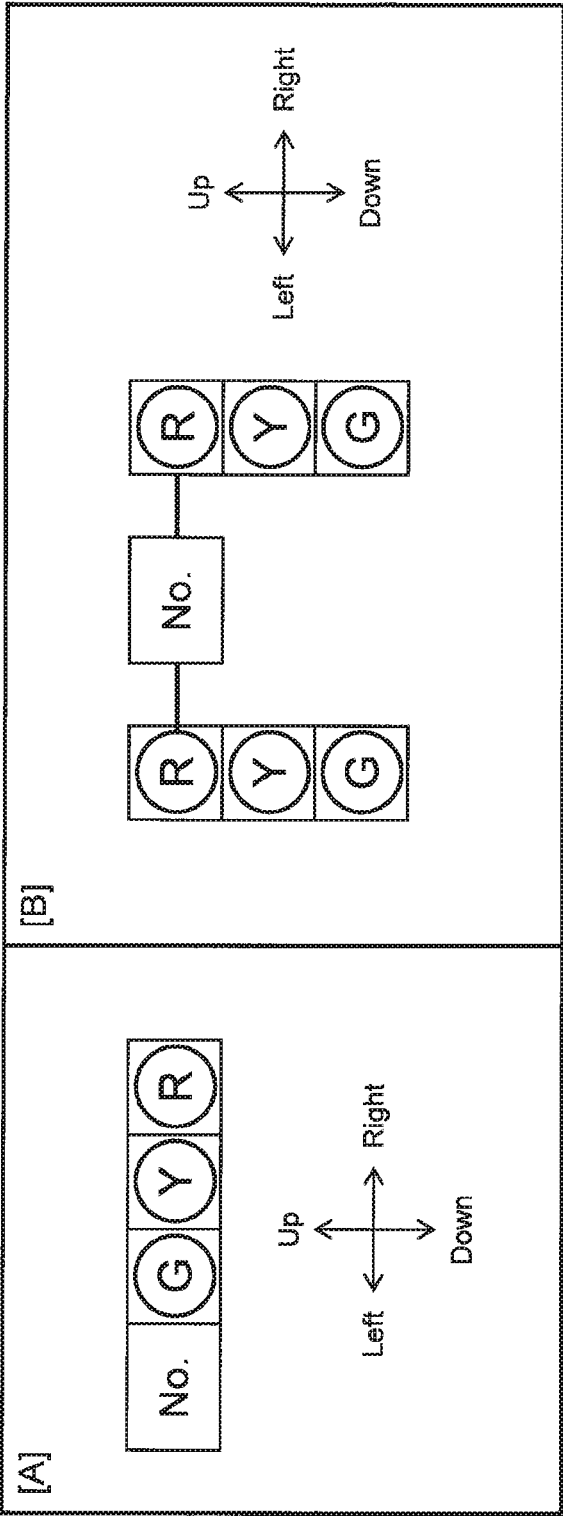 [A]
No. G Y R
Up
Left Right
Down
[B]
R No. R
Y Y
G G
Up
Left Right
Down